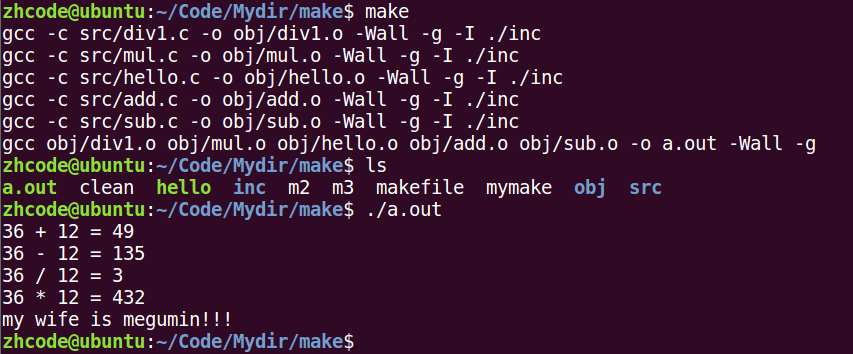 zhcode@ubuntu:~/Code/Mydir/make$ make
gcc -c src/div1.c -o obj/div1.o -Wall -g -I ./inc
gcc -c src/mul.c -o obj/mul.o -Wall -g -I ./inc
gcc -c src/hello.c -o obj/hello.o -Wall -g -I ./inc
gcc -c src/add.c -o obj/add.o -Wall -g -I ./inc
gcc -c src/sub.c -o obj/sub.o -Wall -g -I ./inc
gcc obj/div1.o obj/mul.o obj/hello.o obj/add.o obj/sub.o -o a.out -Wall -g
zhcode@ubuntu:~/Code/Mydir/make$ ls
a.out  clean  hello  inc  m2  m3  makefile  mymake  obj  src
zhcode@ubuntu:~/Code/Mydir/make$ ./a.out
36 + 12 = 49
36 - 12 = 135
36 / 12 = 3
36 * 12 = 432
my wife is megumin!!!
zhcode@ubuntu:~/Code/Mydir/make$